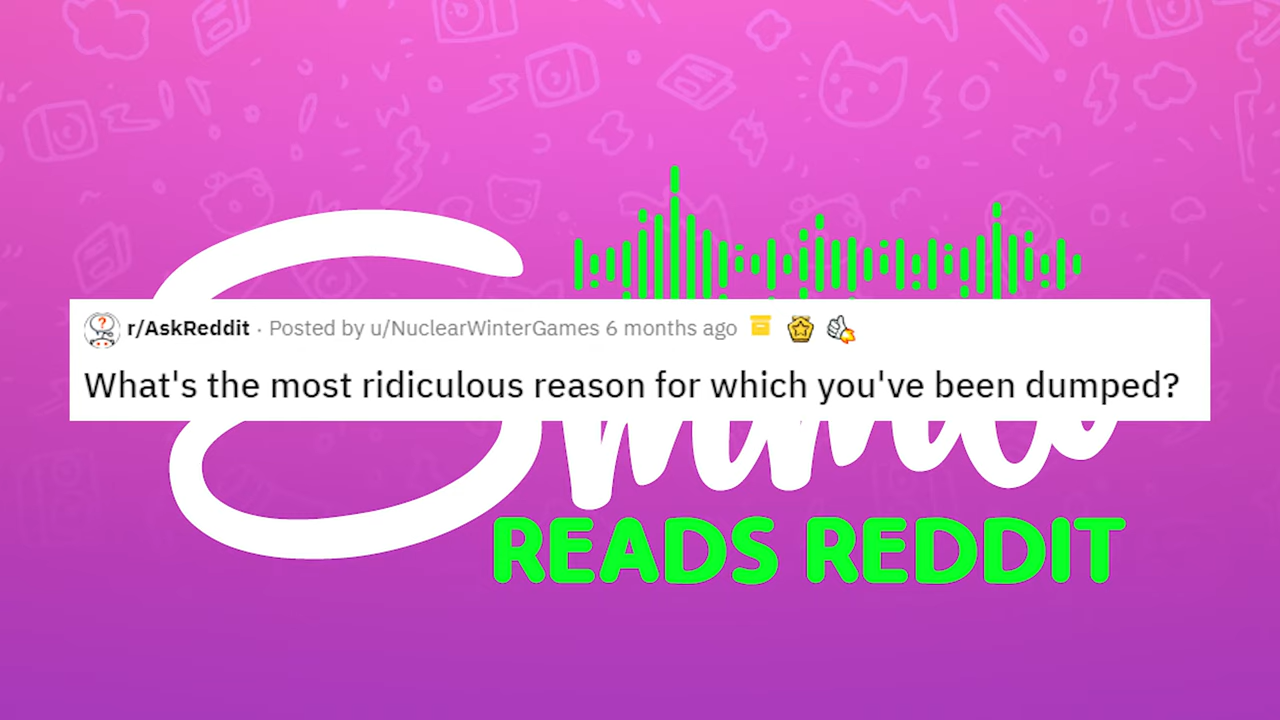 r/AskReddit · Posted by u/NuclearWinterGames 6 months ago
What's the most ridiculous reason for which you've been dumped?
READS REDDIT